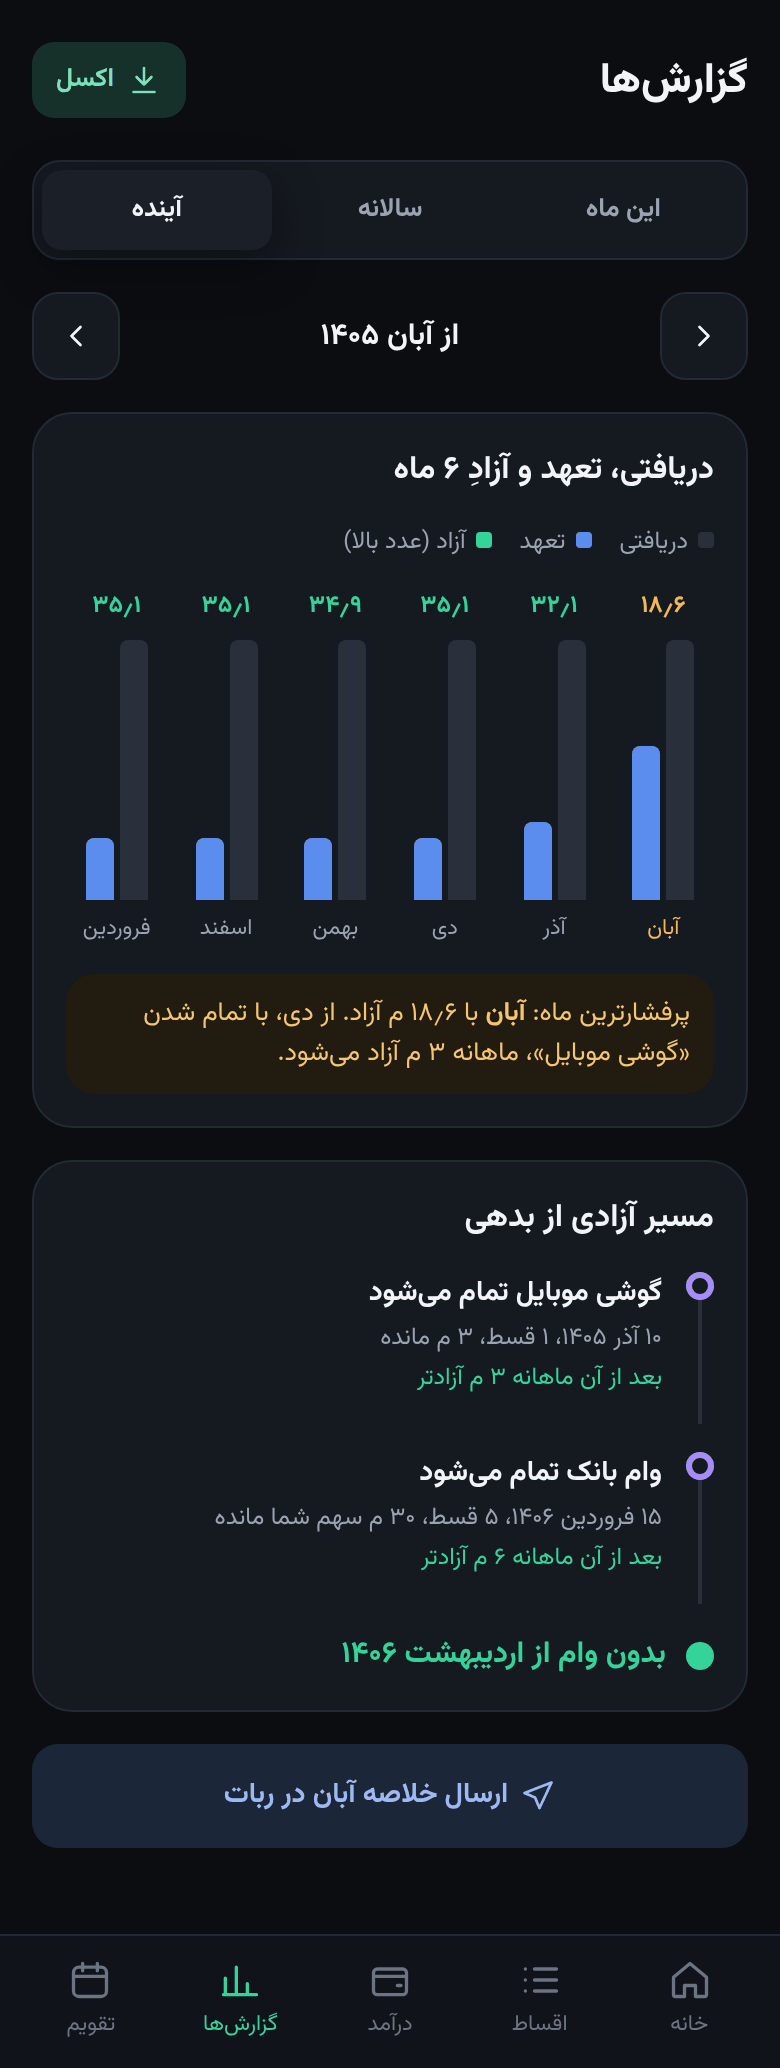 گزارش‌ها
اکسل
این ماه
سالانه
آینده
از آبان ۱۴۰۵
دریافتی، تعهد و آزادِ ۶ ماه
دریافتی
تعهد
آزاد (عدد بالا)
۱۸٫۶
۳۲٫۱
۳۵٫۱
۳۴٫۹
۳۵٫۱
۳۵٫۱
آبان
آذر
دی
بهمن
اسفند
فروردین
پرفشارترین ماه: آبان با ۱۸٫۶ م آزاد. از دی، با تمام شدن
«گوشی موبایل»، ماهانه ۳ م آزاد می‌شود.
مسیر آزادی از بدهی
گوشی موبایل تمام می‌شود
۱۰ آذر ۱۴۰۵، ۱ قسط، ۳ م مانده
بعد از آن ماهانه ۳ م آزادتر
وام بانک تمام می‌شود
۱۵ فروردین ۱۴۰۶، ۵ قسط، ۳۰ م سهم شما مانده
بعد از آن ماهانه ۶ م آزادتر
بدون وام از اردیبهشت ۱۴۰۶
ارسال خلاصه آبان در ربات
خانه
اقساط
درآمد
گزارش‌ها
تقویم